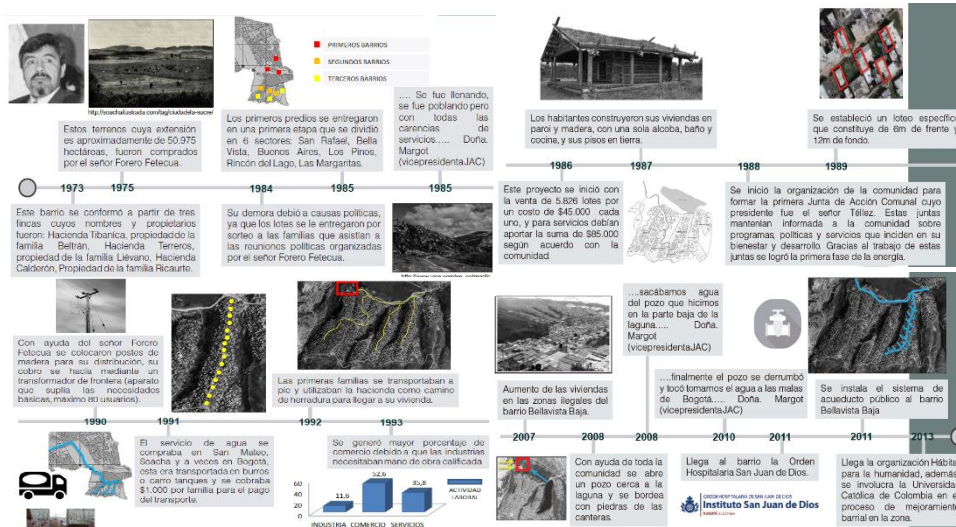 PRIMEROS BARRIOS
SEGUNDOS BARRIOS
TERCEROS BARRIOS
http://soachailustrada.com/tag/ciudadela-sucre/
Estos terrenos cuya extensión
es aproximadamente de 50.975
hectáreas, fueron comprados
por el señor Forero Fetecua.
Los primeros predios se entregaron
en una primera etapa que se dividió
en 6 sectores: San Rafael, Bella
Vista, Buenos Aires, Los Pinos,
Rincón del Lago, Las Margaritas.
.... Se fue llenando,
se fue poblando pero
con todas las
carencias de
servicios..... Doña.
Margot
(vicepresidentaJAC)
1973
1975
1984
1985
1985
Este barrio se conformó a partir de tres
fincas cuyos nombres y propietarios
fueron: Hacienda Tibanica, propiedad de la
familia Beltrán, Hacienda Terreros,
propiedad de la familia Liévano, Hacienda
Calderón, Propiedad de la familia Ricaurte.
Su demora debió a causas políticas,
ya que los lotes se le entregaron por
sorteo a las familias que asistían a
las reuniones políticas organizadas
por el señor Forero Fetecua.
Los habitantes construyeron sus viviendas en
paroi y madera, con una sola alcoba, baño y
cocina, y sus pisos en tierra.
Se estableció un loteo específico
que constituye de 6m de frente y
12m de fondo.
1986
1987
1988
1989
Este proyecto se inició con la
venta de 5.826 lotes por
un costo de $45.000 cada
uno, y para servicios debían
aportar la suma de $85.000
según acuerdo con la
comunidad.
Se inició la organización de la comunidad para
formar la primera Junta de Acción Comunal cuyo
presidente fue el señor Téllez. Estas juntas
mantenían informada a la comunidad sobre
programas, políticas y servicios que inciden en su
bienestar y desarrollo. Gracias al trabajo de estas
juntas se logró la primera fase de la energía.
Con ayuda del señor Forero
Fetecua se colocaron postes de
madera para su distribución, su
cobro se hacía mediante un
transformador de frontera (aparato
que suplía las necesidades
básicas, máximo 80 usuarios).
Las primeras familias se transportaban a
pio y utilizaban la hacienda como camino
de herradura para llegar a su vivienda.
1990
1991
1992
1993
El servicio de agua se
compraba en San Mateo,
Soacha y a veces en Bogotá,
esta era transportada en burros
o carro tanques y se cobraba
$1.000 por familia para el pago
del transporte.
Se generó mayor porcentaje de
comercio debido a que las industrias
necesitaban mano de obra calificada
60
40
20
0
11,6
52,6
35,8
ACTIVIDAD
LABORAL
INDUSTRIA COMERCIO SERVICIOS
Aumento de las viviendas
en las zonas ilegales del
barrio Bellavista Baja.
....sacábamos agua
del pozo que hicimos
en la parte baja de la
laguna..... Doña.
Margot
(vicepresidentaJAC)
....finalmente el pozo se derrumbó
y tocó tomamos el agua a las malas
de Bogotá.... Doña. Margot
(vicepresidentaJAC)
Se instala el sistema de
acueducto público al barrio
Bellavista Baja
2007
2008
2008
2010
2011
2011
2013
Con ayuda de toda la
comunidad se abre
un pozo cerca a la
laguna y se bordea
con piedras de las
canteras.
Llega al barrio la Orden
Hospitalaria San Juan de Dios.
ORDEN HOSPITALARIA DE SAN JUAN DE DIOS
Instituto San Juan de Dios
Llega la organización Hábitat
para la humanidad, además
se involucra la Universidad
Católica de Colombia en el
proceso de mejoramiento
barrial en la zona.